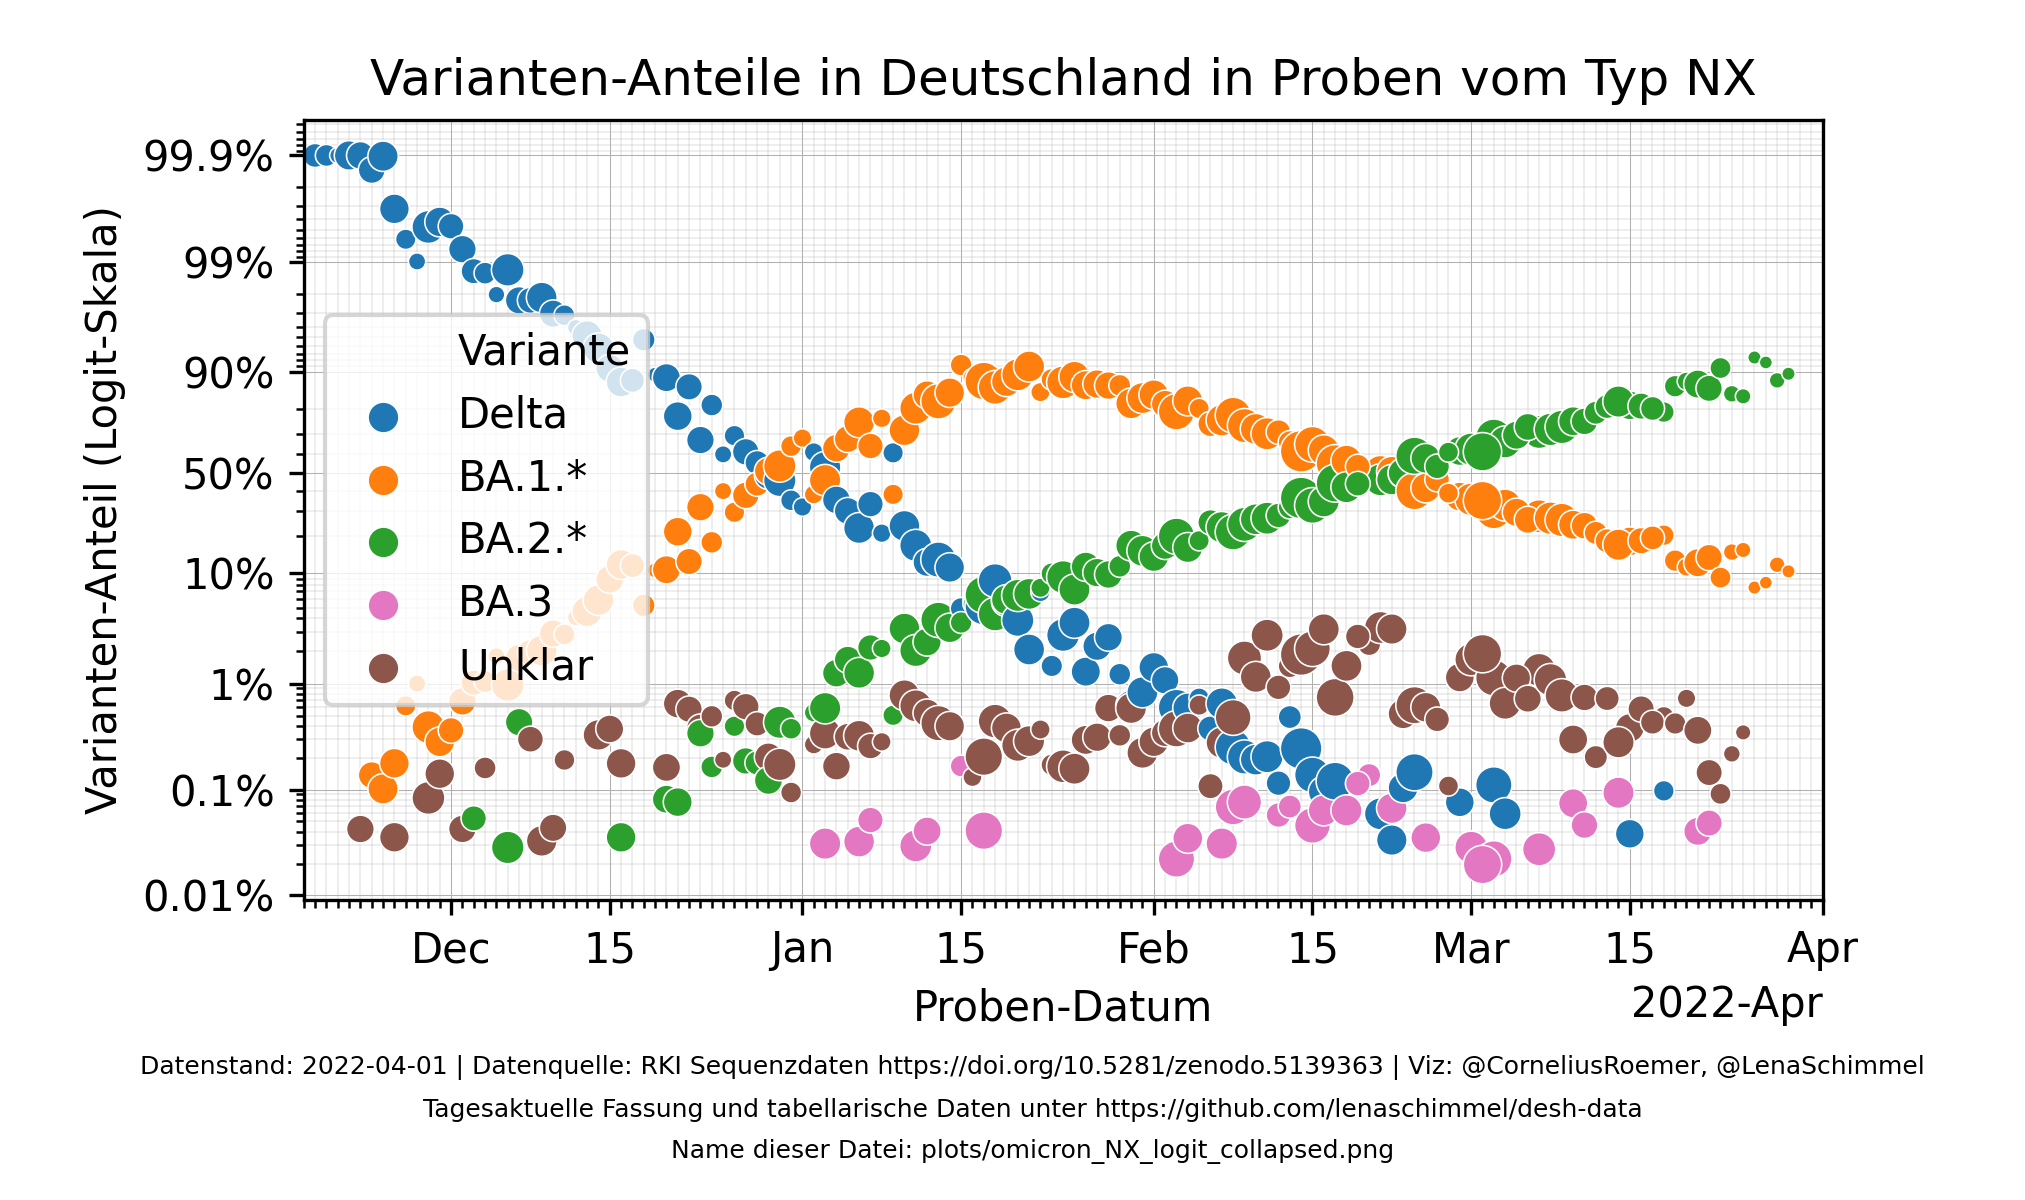 Varianten-Anteile in Deutschland in Proben vom Typ NX
Varianten-Anteil (Logit-Skala)
99.9%
99%
90%
50%
10%
1%
0.1%
0.01%
Variante
Delta
BA.1.*
BA.2.*
BA.3
Unklar
Dec 15 Jan 15 Feb 15 Mar 15 Apr
Proben-Datum
2022-Apr
Datenstand: 2022-04-01 | Datenquelle: RKI Sequenzdaten https://doi.org/10.5281/zenodo.5139363 | Viz: @CorneliusRoemer, @LenaSchimmel
Tagesaktuelle Fassung und tabellarische Daten unter https://github.com/lenaschimmel/desh-data
Name dieser Datei: plots/omicron_NX_logit_collapsed.png